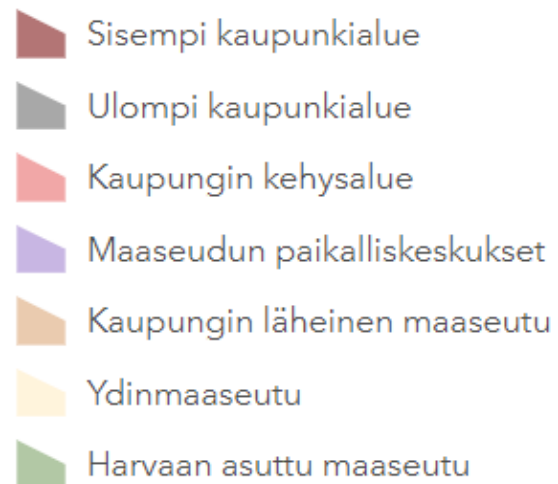 Sisempi kaupunkialue
Ulompi kaupunkialue
Kaupungin kehysalue
Maaseudun paikalliskeskukset
Kaupungin läheinen maaseutu
Ydinmaaseutu
Harvaan asuttu maaseutu